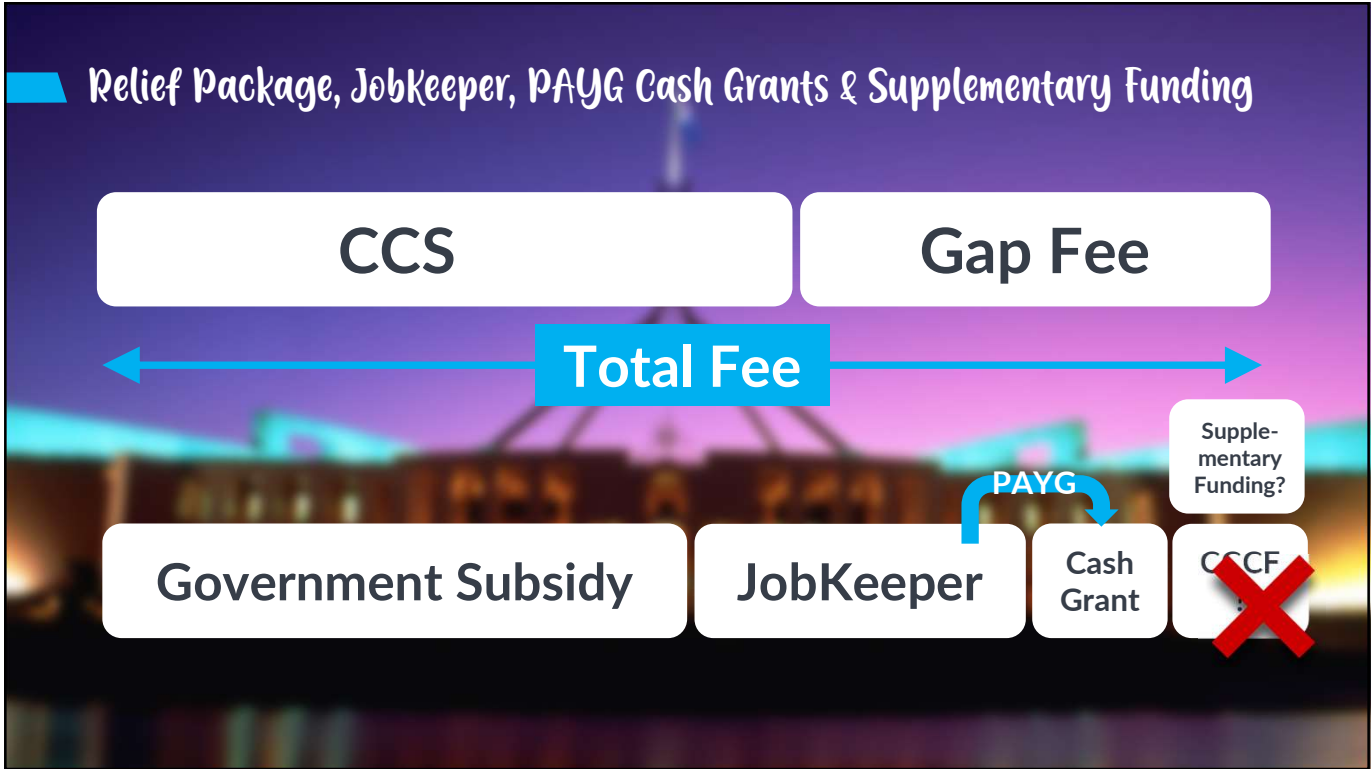 Relief Package, JobKeeper, PAYG Cash Grants & Supplementary Funding
CCS
Gap Fee
Total Fee
Supple-
mentary
Funding?
PAYG
Government Subsidy
JobKeeper
Cash
Grant
CCCF